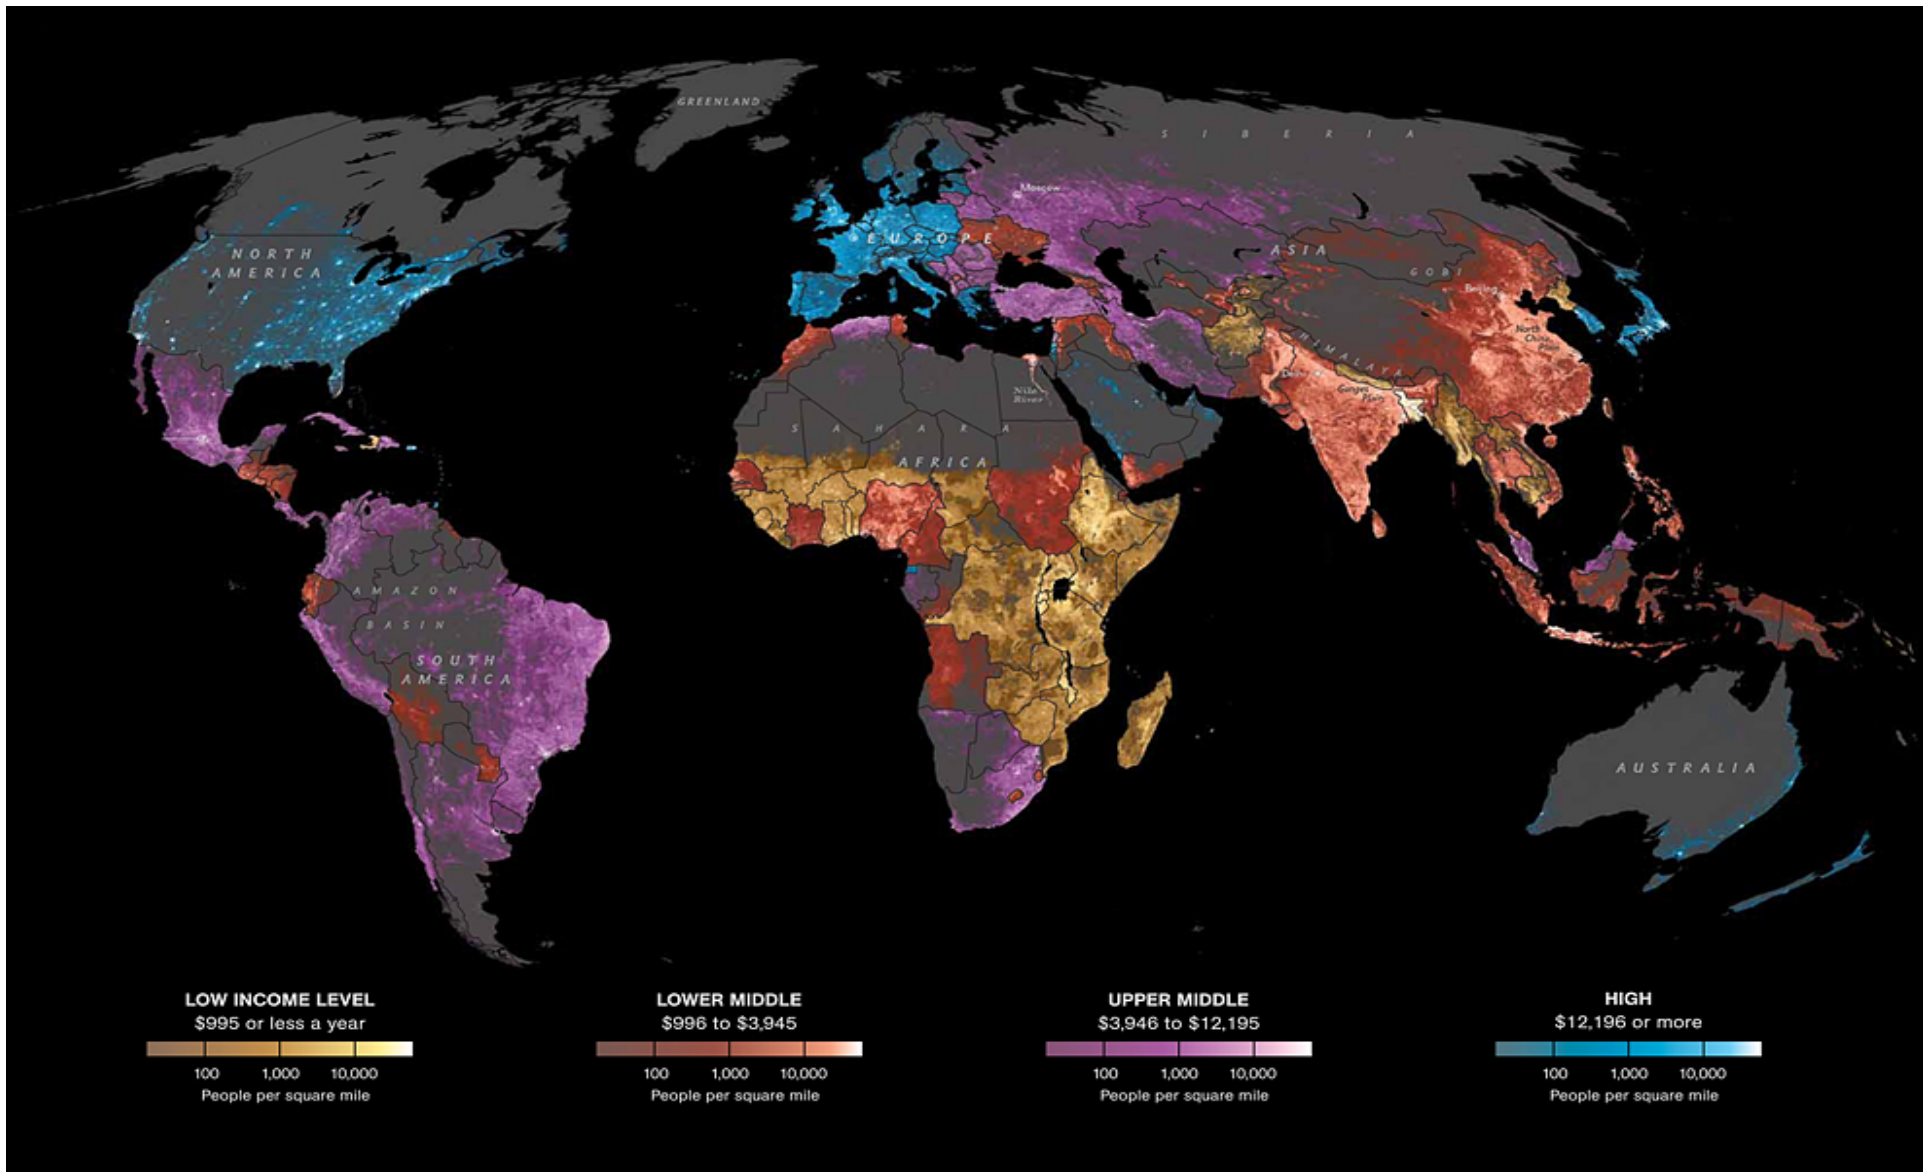 GREENLAND
SIBERIA
Moscow
NORTH
AMERICA
EUROPE
ASIA
GOBI
Beijing
North
China
Plain
HIMALAYA
Delhi
Ganges
Plain
Nile
River
SAHARA
AFRICA
AMAZON
BASIN
SOUTH
AMERICA
AUSTRALIA
LOW INCOME LEVEL
$995 or less a year
100 1,000 10,000
People per square mile
LOWER MIDDLE
$996 to $3,945
100 1,000 10,000
People per square mile
UPPER MIDDLE
$3,946 to $12,195
100 1,000 10,000
People per square mile
HIGH
$12,196 or more
100 1,000 10,000
People per square mile